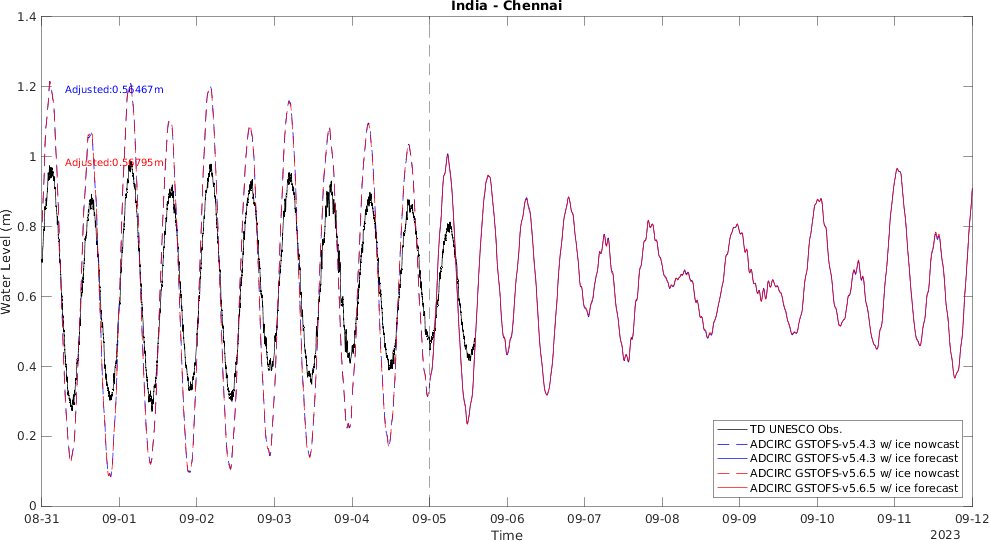 India - Chennai
1.4
1.2
1
0.8
0.6
0.4
0.2
0
Water Level (m)
Adjusted:0.56467m
Adjusted:0.56795m
TD UNESCO Obs.
ADCIRC GSTOFS-v5.4.3 w/ ice nowcast
ADCIRC GSTOFS-v5.4.3 w/ ice forecast
ADCIRC GSTOFS-v5.6.5 w/ ice nowcast
ADCIRC GSTOFS-v5.6.5 w/ ice forecast
08-31 09-01 09-02 09-03 09-04 09-05 09-06 09-07 09-08 09-09 09-10 09-11 09-12
Time
2023